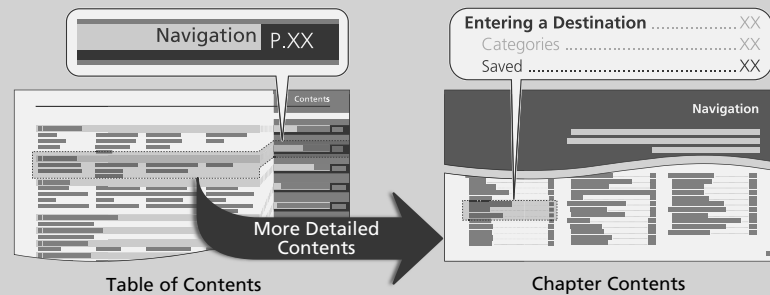 Navigation P.XX
Entering a Destination .............. XX
Categories .............................. XX
Saved .................................... XX
Contents
Navigation
More Detailed
Contents
Table of Contents
Chapter Contents